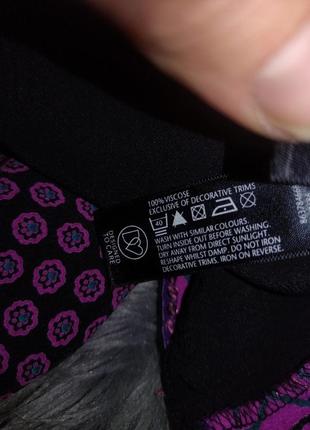 100% VISCOSE
EXCLUSIVE OF DECORATIVE TRIMS
40
WASH WITH SIMILAR COLOURS.
TURN INSIDE OUT BEFORE WASHING.
DRY AWAY FROM DIRECT SUNLIGHT.
RESHAPE WHILST DAMP. DO NOT IRON
DECORATIVE TRIMS. IRON ON REVERSE.
DESIGNED
TO CARE